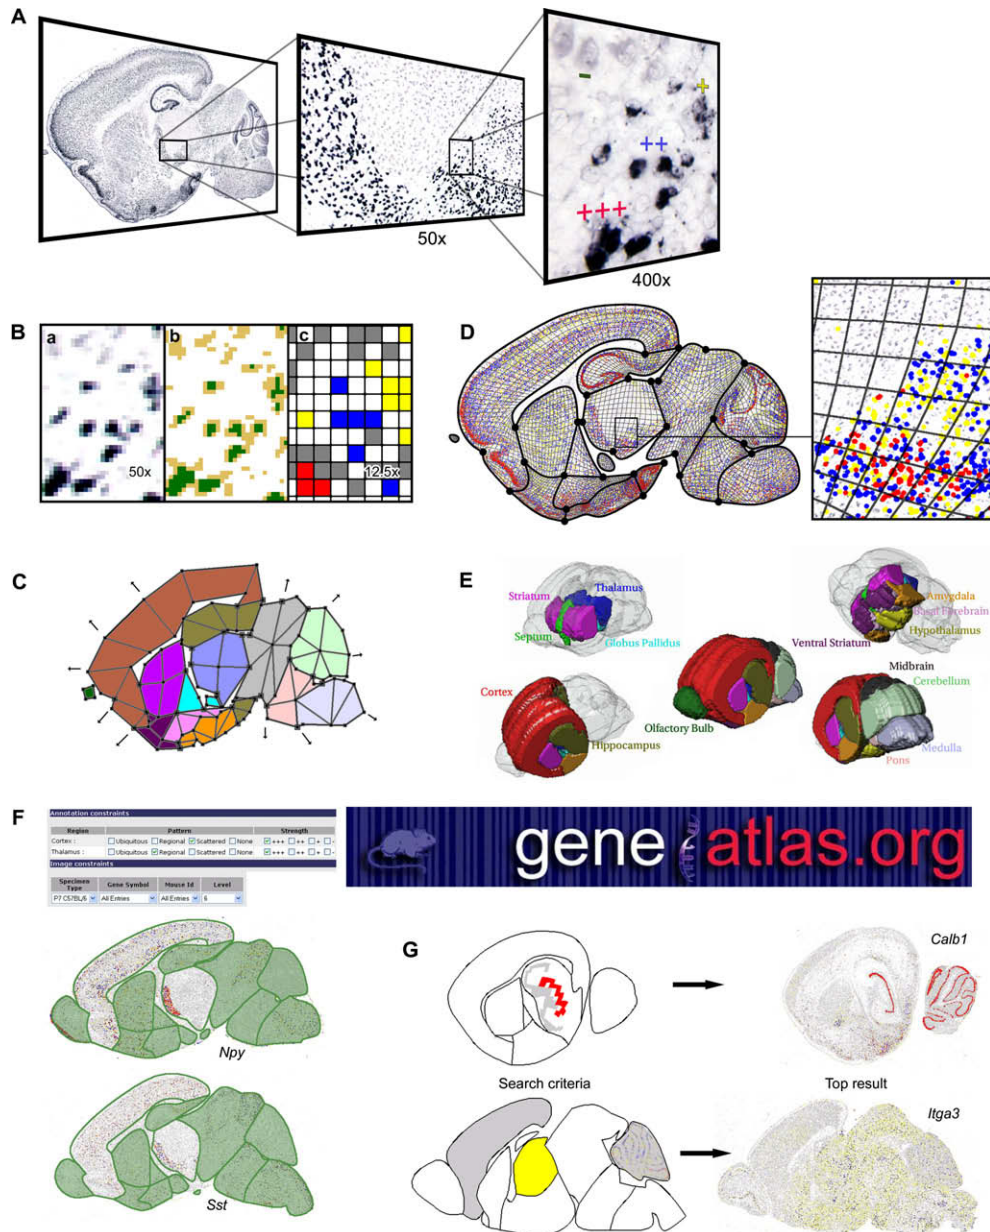 A
-
+
++
+++
50x
400x
B
a
b
c
50x
12.5x
D
C
E
Striatum
Thalamus
Septum
Globus Pallidus
Amygdala
Basal Forebrain
Hypothalamus
Ventral Striatum
Midbrain
Cerebellum
Cortex
Olfactory Bulb
Hippocampus
Medulla
Pons
F
Annotation constraints
Region Pattern Strength
Cortex : Ubiquitous Regional Scattered None +++ ++ + -
Thalamus : Ubiquitous Regional Scattered None +++ ++ + -
Image constraints
Specimen Type Gene Symbol Mouse Id Level
P7 C57BL/6 All Entries All Entries 6
gene atlas.org
Npy
Sst
G
Calb1
Search criteria
Top result
Itga3